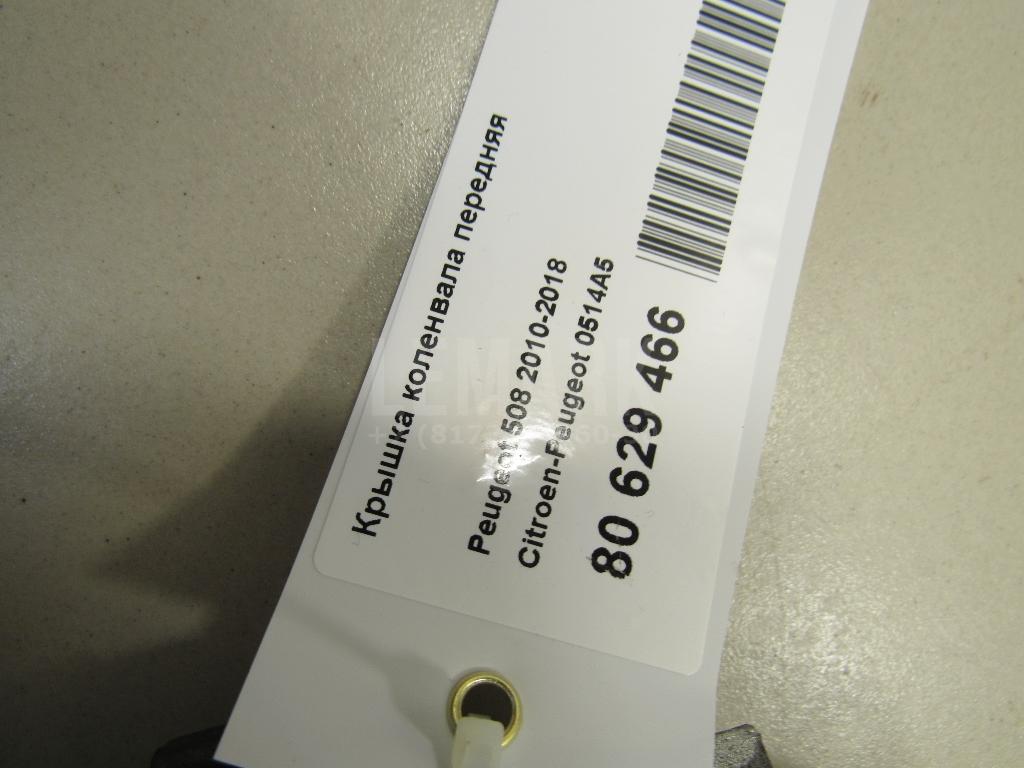 Крышка коленвала передняя
Peugeot 508 2010-2018
Citroen-Peugeot 0514A5
80 629 466